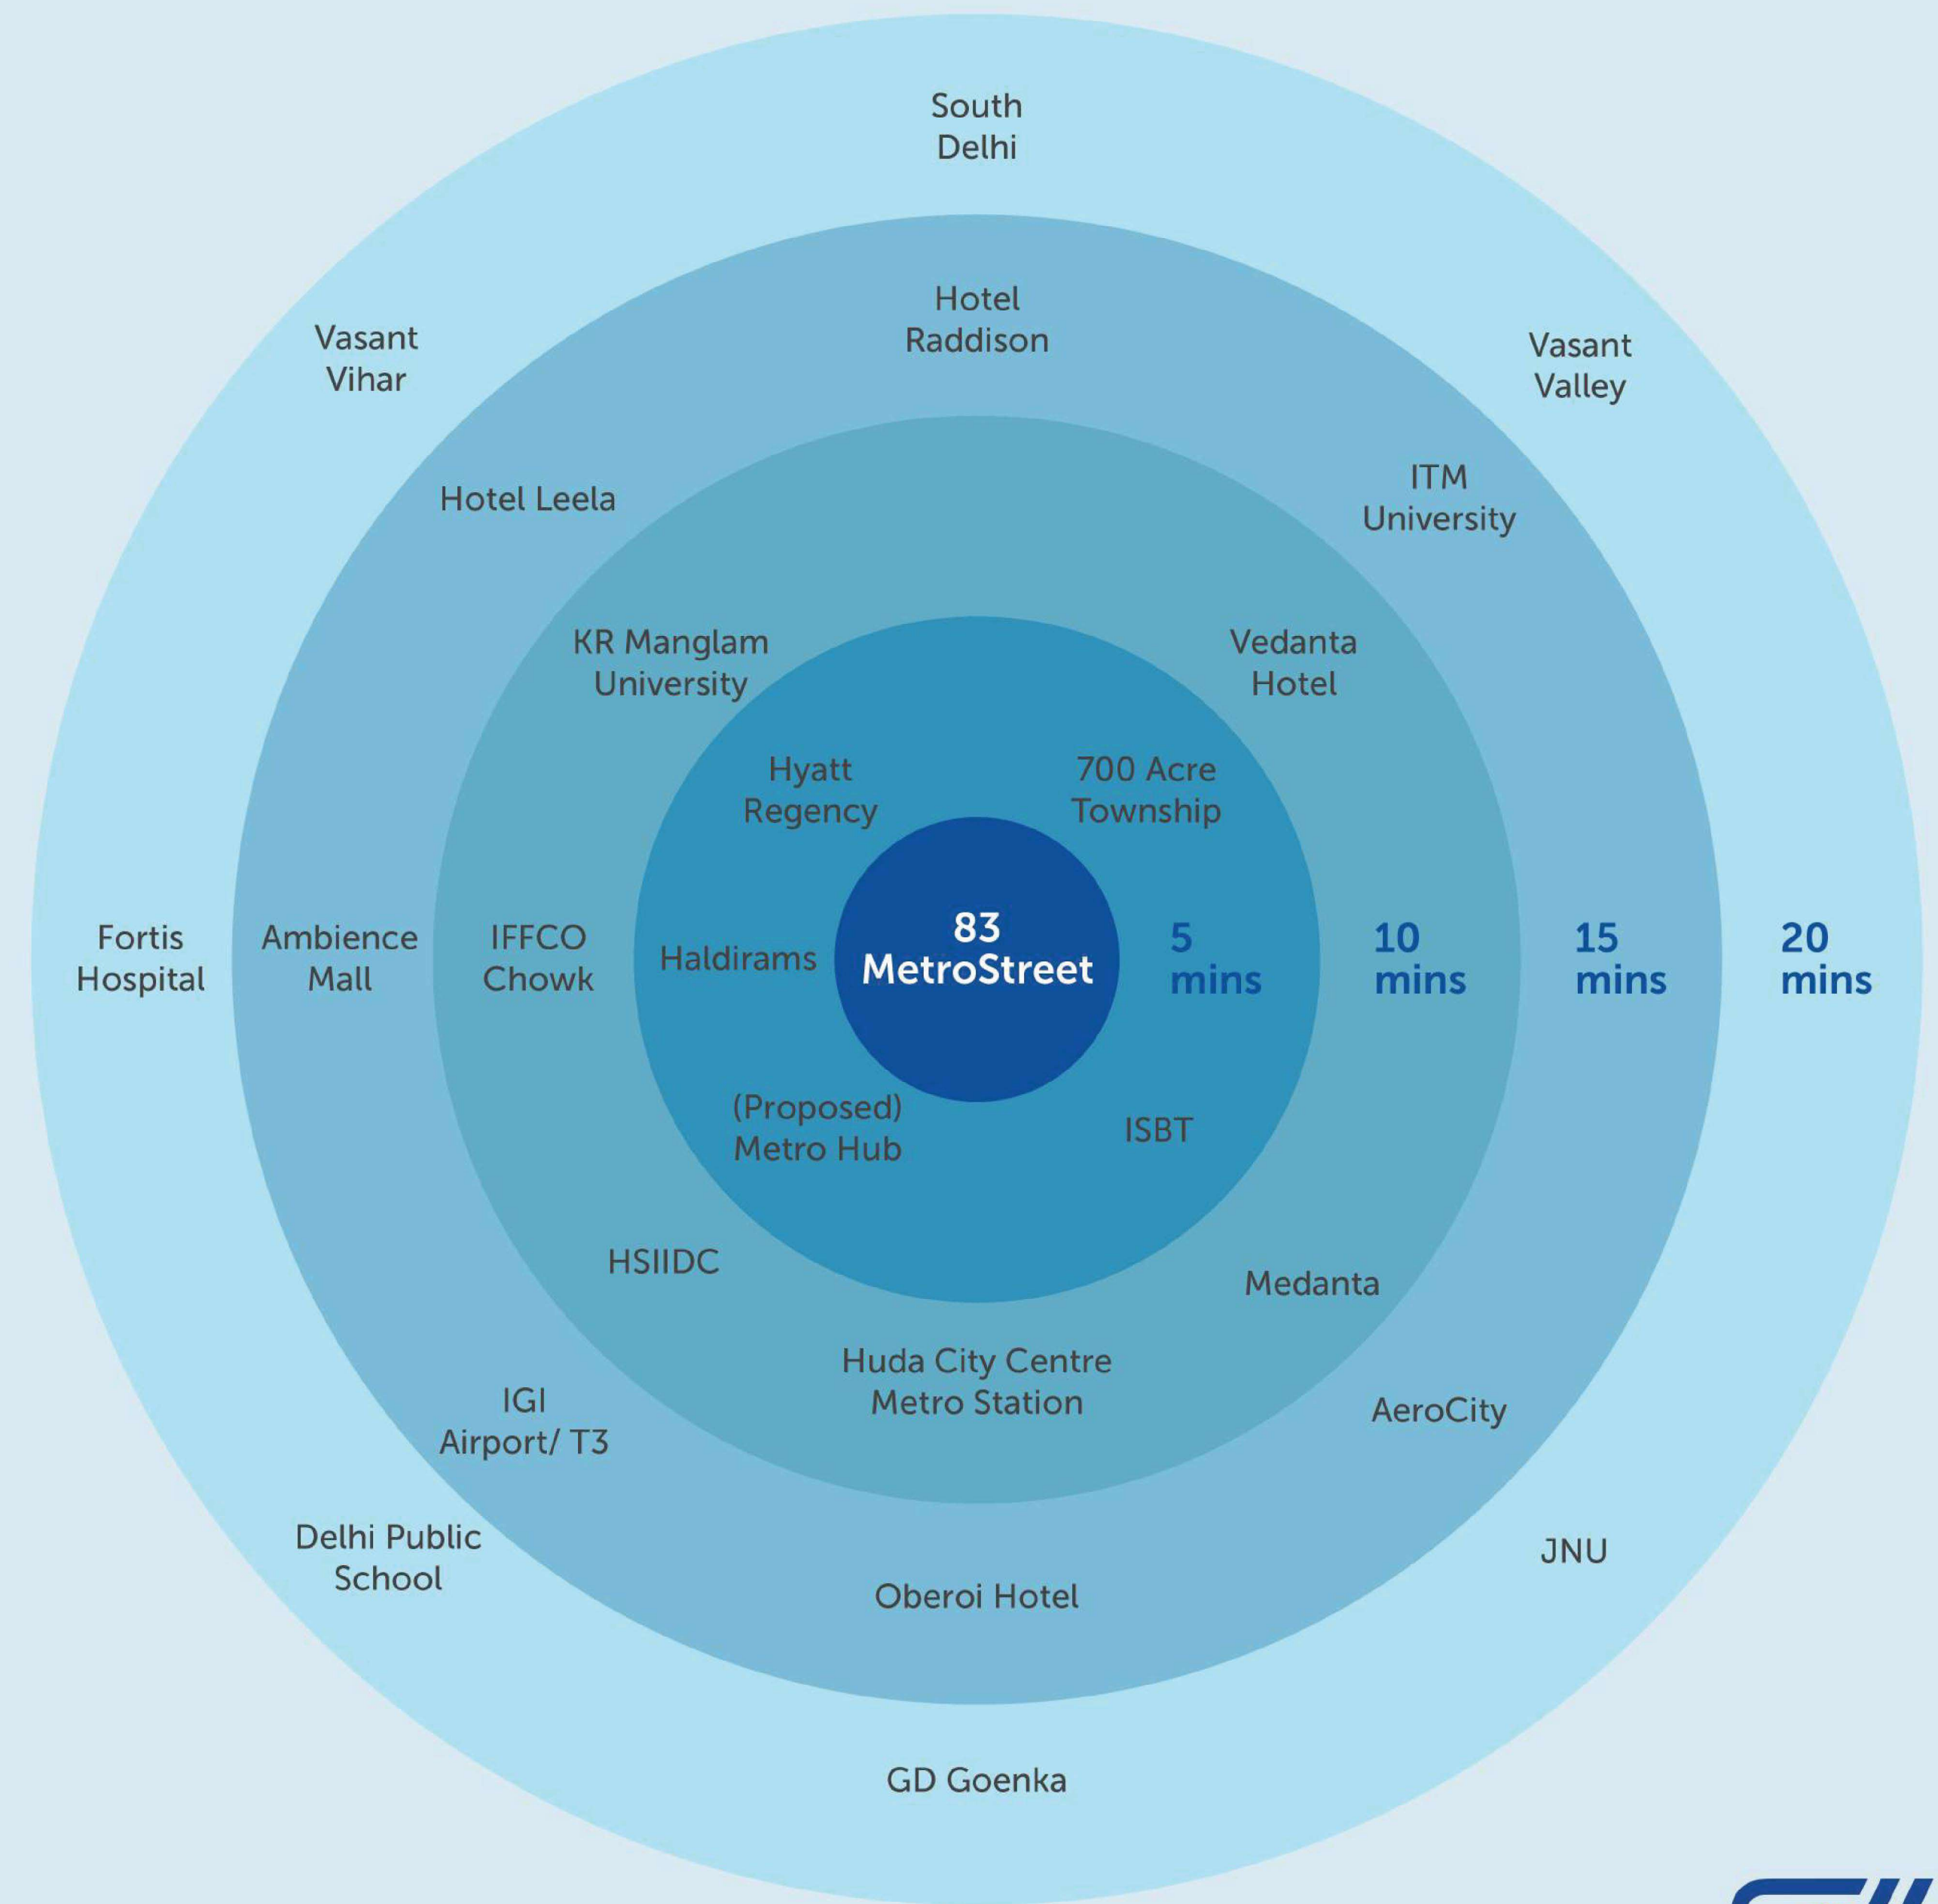 South
Delhi
Hotel
Raddison
Vasant
Vihar
Vasant
Valley
Hotel Leela
ITM
University
KR Manglam
University
Vedanta
Hotel
Hyatt
Regency
700 Acre
Township
Fortis
Hospital
Ambience
Mall
IFFCO
Chowk
Haldirams
83
MetroStreet
5
mins
10
mins
15
mins
20
mins
(Proposed)
Metro Hub
ISBT
HSIIDC
Medanta
Huda City Centre
Metro Station
IGI
Airport/ T3
AeroCity
Delhi Public
School
JNU
Oberoi Hotel
GD Goenka